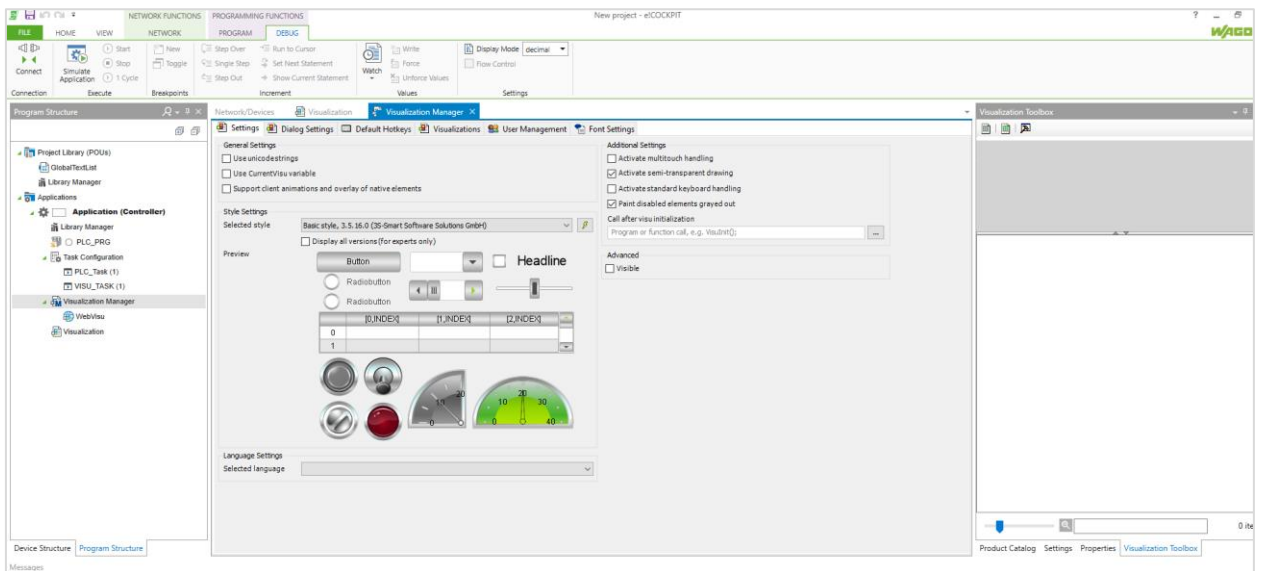 NETWORK FUNCTIONS PROGRAMMING FUNCTIONS New project - e!COCKPIT ?
FILE HOME VIEW NETWORK PROGRAM DEBUG WAGO
Connect
Simulate Application
Start
Stop
1 Cycle
New
Toggle
Step Over
Single Step
Step Out
Run to Cursor
Set Next Statement
Show Current Statement
Watch
Write
Force
Unforce Values
Display Mode decimal
Flow Control
Connection Execute Breakpoints Increment Values Settings
Program Structure
Project Library (POUs)
GlobalTextList
Library Manager
Applications
Application (Controller)
Library Manager
PLC_PRG
Task Configuration
PLC_Task (1)
VISU_TASK (1)
Visualization Manager
WebVisu
Visualization
Device Structure Program Structure
Messages
Network/Devices Visualization Visualization Manager
Settings Dialog Settings Default Hotkeys Visualizations User Management Font Settings
General Settings
Use unicode strings
Use CurrentVisu variable
Support client animations and overlay of native elements
Style Settings
Selected style Basic style, 3.5.16.0 (3S-Smart Software Solutions GmbH)
Display all versions (for experts only)
Preview
Button Headline
Radiobutton
Radiobutton
[0,INDEX] [1,INDEX] [2,INDEX]
0
1
0 10 20
0 10 20 30 40
Language Settings
Selected language
Additional Settings
Activate multitouch handling
Activate semi-transparent drawing
Activate standard keyboard handling
Paint disabled elements grayed out
Call after visu initialization
Program or function call, e.g. VisuInit(); ...
Advanced
Visible
Visualization Toolbox
0 ite
Product Catalog Settings Properties Visualization Toolbox